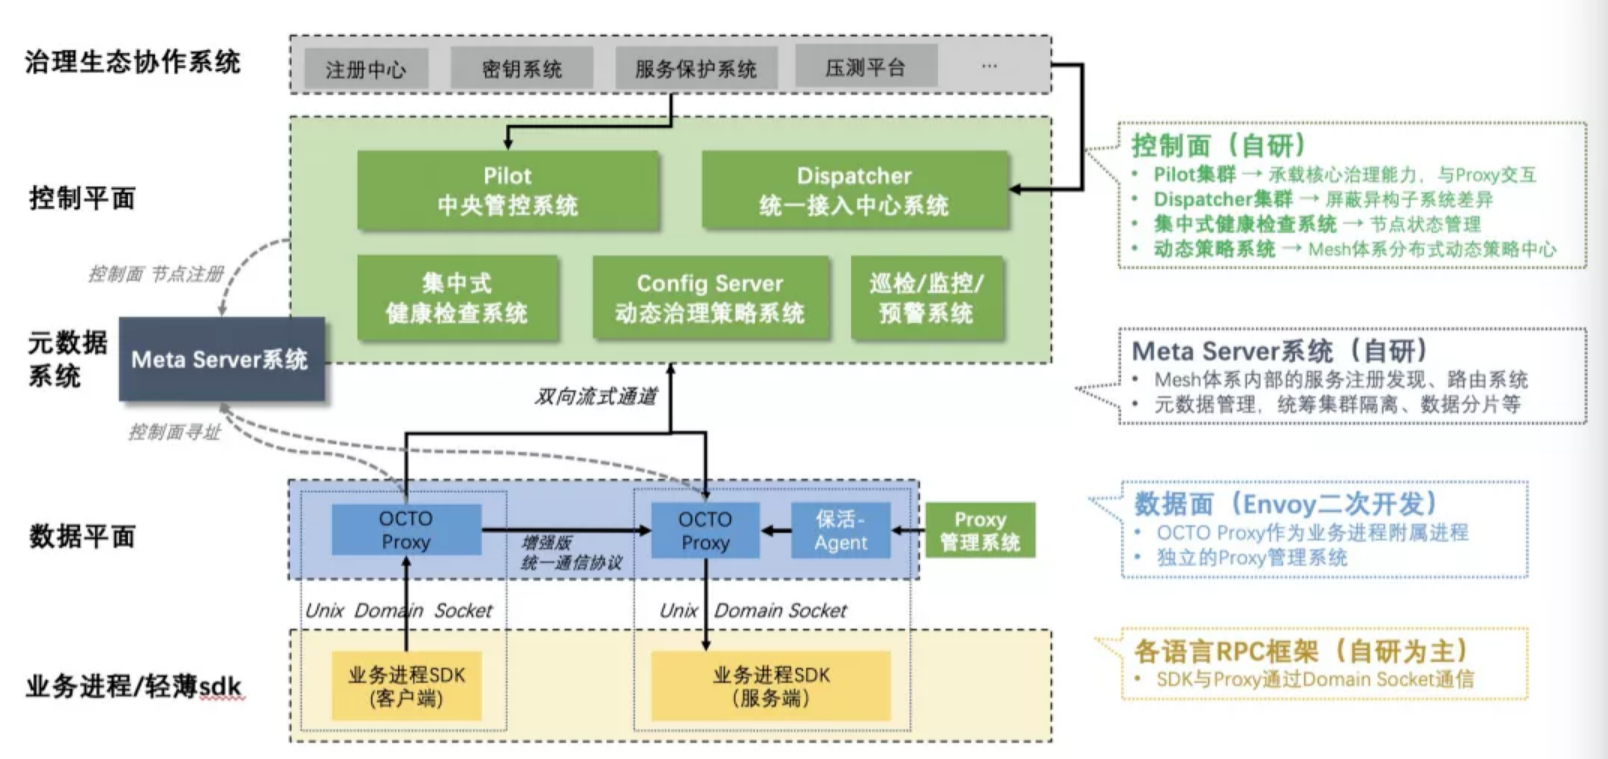 治理生态协作系统
注册中心
密钥系统
服务保护系统
压测平台
...
控制平面
Pilot
中央管控系统
Dispatcher
统一接入中心系统
集中式
健康检查系统
Config Server
动态治理策略系统
巡检/监控/
预警系统
控制面（自研）
• Pilot集群 → 承载核心治理能力，与Proxy交互
• Dispatcher集群 → 屏蔽异构子系统差异
• 集中式健康检查系统 → 节点状态管理
• 动态策略系统 → Mesh体系分布式动态策略中心
控制面 节点注册
元数据
系统
Meta Server系统
控制面寻址
双向流式通道
Meta Server系统（自研）
• Mesh体系内部的服务注册发现、路由系统
• 元数据管理，统筹集群隔离、数据分片等
数据平面
OCTO
Proxy
增强版
统一通信协议
OCTO
Proxy
保活-
Agent
Proxy
管理系统
数据面（Envoy二次开发）
• OCTO Proxy作为业务进程附属进程
• 独立的Proxy管理系统
Unix Domain Socket
Unix Domain Socket
业务进程/轻薄sdk
业务进程SDK
(客户端)
业务进程SDK
（服务端）
各语言RPC框架（自研为主）
• SDK与Proxy通过Domain Socket通信